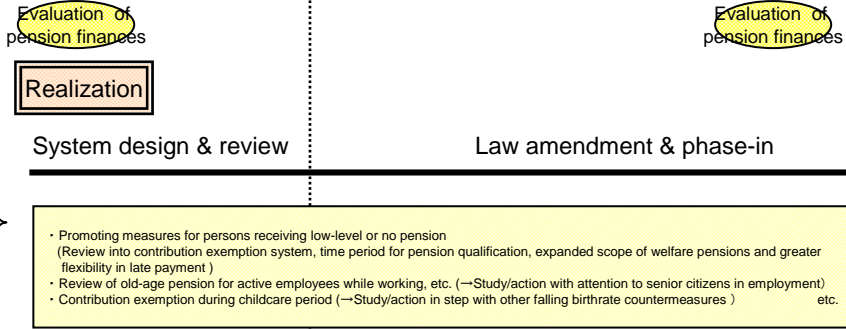 Evaluation of
pension finances
Evaluation of
pension finances
Realization
System design & review
Law amendment & phase-in
・Promoting measures for persons receiving low-level or no pension
(Review into contribution exemption system, time period for pension qualification, expanded scope of welfare pensions and greater
flexibility in late payment )
・Review of old-age pension for active employees while working, etc. (→Study/action with attention to senior citizens in employment）
・Contribution exemption during childcare period (→Study/action in step with other falling birthrate countermeasures ） etc.